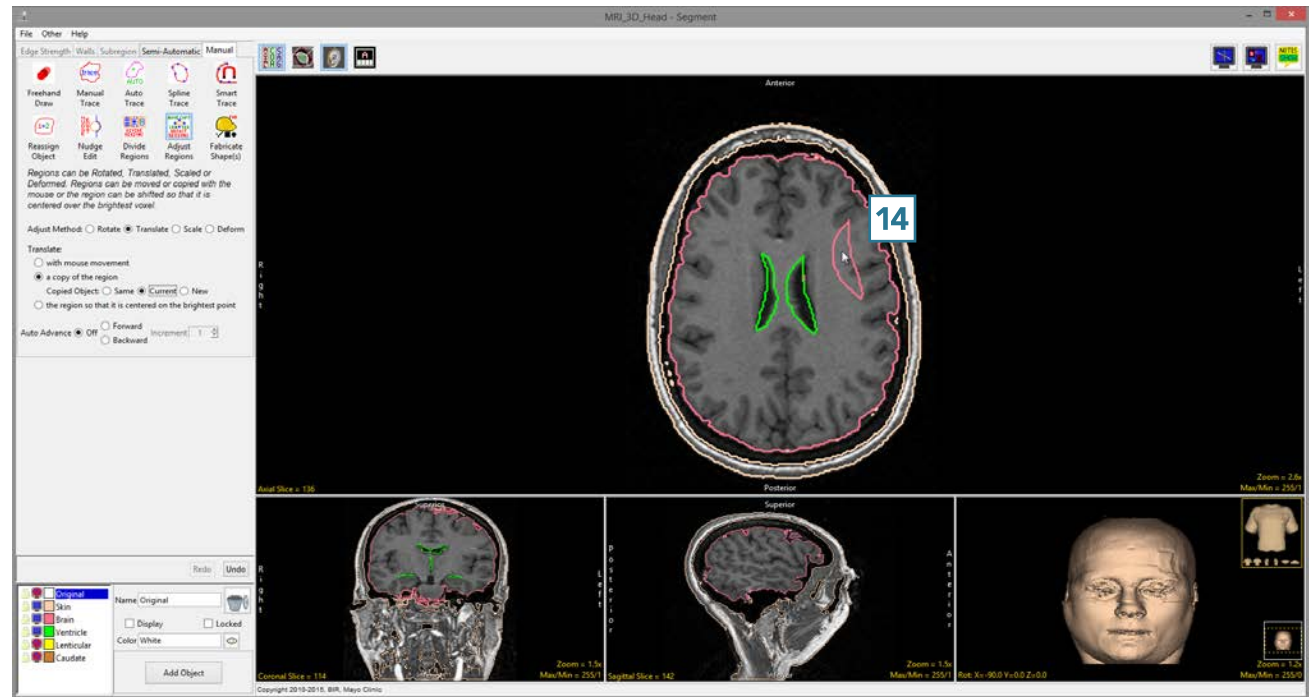 MRI_3D_Head - Segment
File Other Help
Edge Strength Walls Subregion Semi-Automatic Manual
trace AUTO
Freehand Draw
Manual Trace
Auto Trace
Spline Trace
Smart Trace
1+2
Reassign Object
Nudge Edit
Divide Regions
Adjust Regions
Fabricate Shape(s)
Regions can be Rotated, Translated, Scaled or
Deformed. Regions can be moved or copied with the
mouse or the region can be shifted so that it is
centered over the brightest voxel.
Adjust Method: Rotate Translate Scale Deform
Translate:
with mouse movement
a copy of the region
Copied Object: Same Current New
the region so that it is centered on the brightest point
Auto Advance Off Forward Increment 1
Backward
Redo Undo
Original
Skin
Brain
Ventricle
Lenticular
Caudate
Name Original
Display Locked
Color White
Add Object
A
NOTES
SHOW
Anterior
Right
Left
14
Axial Slice = 136
Posterior
Zoom = 2.6x
Max/Min = 255/1
Superior
Right
Left
Coronal Slice = 114
Zoom = 1.5x
Max/Min = 255/1
Superior
Posterior
Anterior
Sagittal Slice = 142
Zoom = 1.5x
Max/Min = 255/1
Rot: X=-90.0 Y=0.0 Z=0.0
Zoom = 1.2x
Max/Min = 255/0
Copyright 2010-2015, BIR, Mayo Clinic